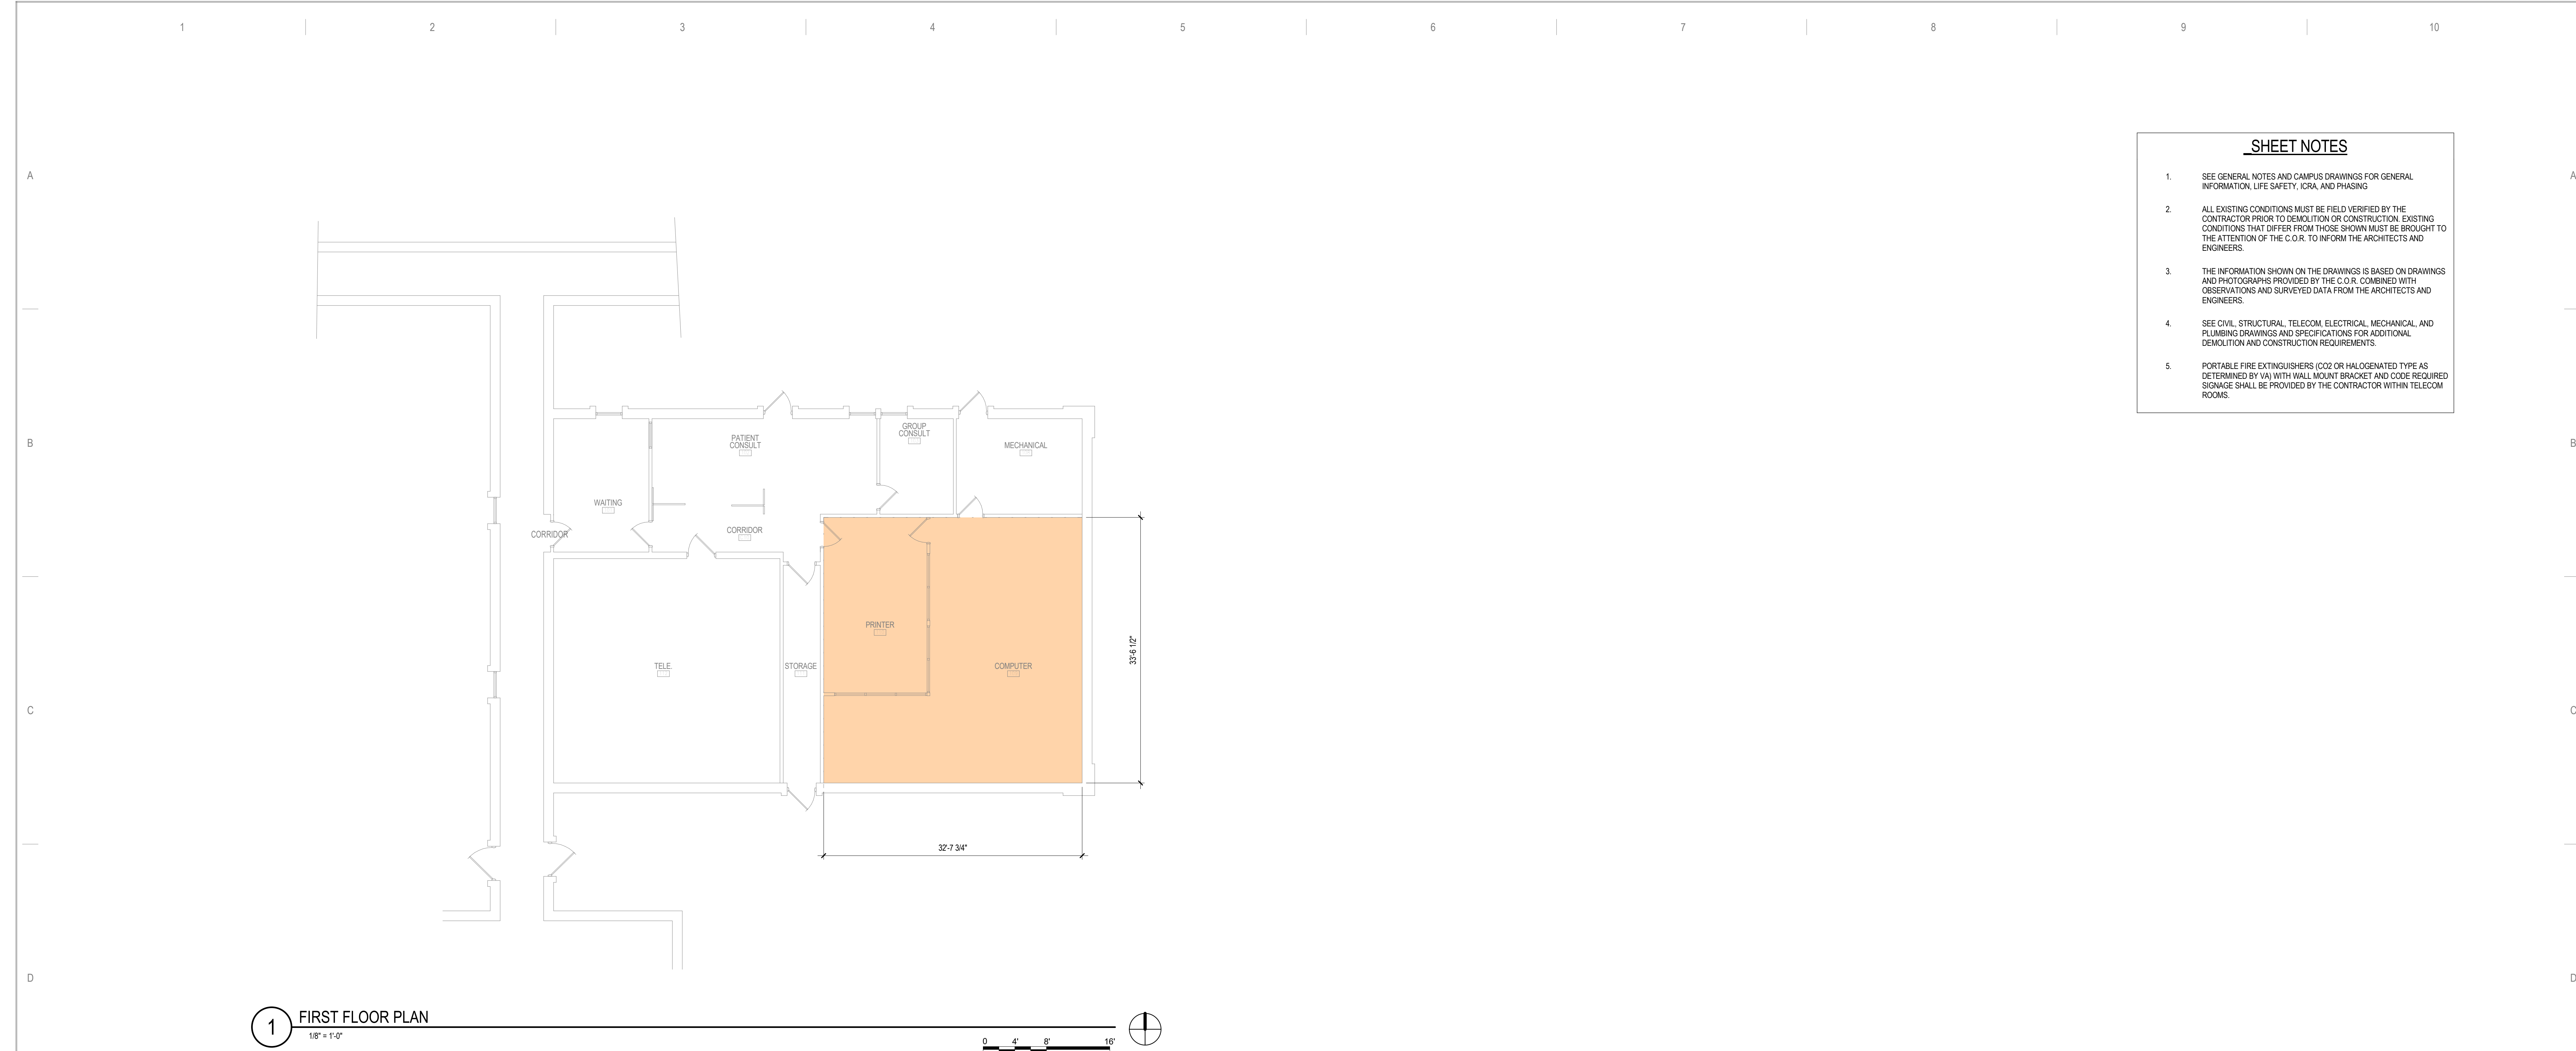 1 2 3 4 5 6 7 8 9 10
A A
_SHEET NOTES
1. SEE GENERAL NOTES AND CAMPUS DRAWINGS FOR GENERAL
INFORMATION, LIFE SAFETY, ICRA, AND PHASING
2. ALL EXISTING CONDITIONS MUST BE FIELD VERIFIED BY THE
CONTRACTOR PRIOR TO DEMOLITION OR CONSTRUCTION. EXISTING
CONDITIONS THAT DIFFER FROM THOSE SHOWN MUST BE BROUGHT TO
THE ATTENTION OF THE C.O.R. TO INFORM THE ARCHITECTS AND
ENGINEERS.
3. THE INFORMATION SHOWN ON THE DRAWINGS IS BASED ON DRAWINGS
AND PHOTOGRAPHS PROVIDED BY THE C.O.R. COMBINED WITH
OBSERVATIONS AND SURVEYED DATA FROM THE ARCHITECTS AND
ENGINEERS.
4. SEE CIVIL, STRUCTURAL, TELECOM, ELECTRICAL, MECHANICAL, AND
PLUMBING DRAWINGS AND SPECIFICATIONS FOR ADDITIONAL
DEMOLITION AND CONSTRUCTION REQUIREMENTS.
5. PORTABLE FIRE EXTINGUISHERS (CO2 OR HALOGENATED TYPE AS
DETERMINED BY VA) WITH WALL MOUNT BRACKET AND CODE REQUIRED
SIGNAGE SHALL BE PROVIDED BY THE CONTRACTOR WITHIN TELECOM
ROOMS.
B B
PATIENT
CONSULT
GROUP
CONSULT
MECHANICAL
WAITING
CORRIDOR
CORRIDOR
PRINTER
TELE.
STORAGE
COMPUTER
33'-6 1/2"
C C
32'-7 3/4"
D D
1
FIRST FLOOR PLAN
1/8" = 1'-0"
0 4' 8' 16'